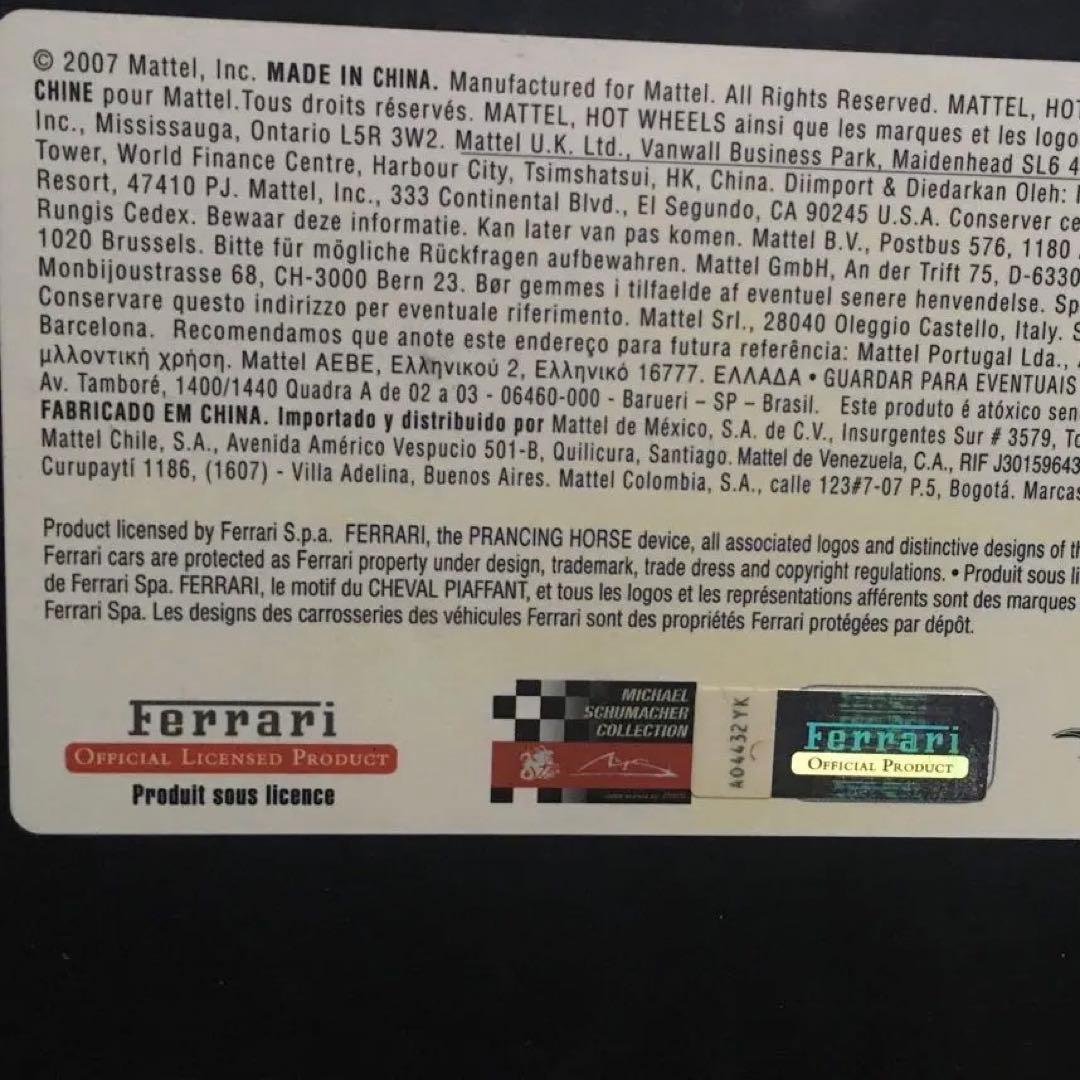 © 2007 Mattel, Inc. MADE IN CHINA. Manufactured for Mattel. All Rights Reserved. MATTEL, HOT
CHINE pour Mattel.Tous droits réservés. MATTEL, HOT WHEELS ainsi que les marques et les logo
Inc., Mississauga, Ontario L5R 3W2. Mattel U.K. Ltd., Vanwall Business Park, Maidenhead SL6 4
Tower, World Finance Centre, Harbour City, Tsimshatsui, HK, China. Diimport & Diedarkan Oleh:
Resort, 47410 PJ. Mattel, Inc., 333 Continental Blvd., El Segundo, CA 90245 U.S.A. Conserver ce
Rungis Cedex. Bewaar deze informatie. Kan later van pas komen. Mattel B.V., Postbus 576, 1180
1020 Brussels. Bitte für mögliche Rückfragen aufbewahren. Mattel GmbH, An der Trift 75, D-6330
Monbijoustrasse 68, CH-3000 Bern 23. Bør gemmes i tilfaelde af eventuel senere henvendelse. Sp
Conservare questo indirizzo per eventuale riferimento. Mattel Srl., 28040 Oleggio Castello, Italy. S
Barcelona. Recomendamos que anote este endereço para futura referência: Mattel Portugal Lda.,
μλλοντική χρήση. Mattel AEBE, Ελληνικού 2, Ελληνικό 16777. ΕΛΛΑΔΑ • GUARDAR PARA EVENTUAIS
Av. Tamboré, 1400/1440 Quadra A de 02 a 03 - 06460-000 - Barueri – SP – Brasil. Este produto é atóxico sen
FABRICADO EM CHINA. Importado y distribuido por Mattel de México, S.A. de C.V., Insurgentes Sur # 3579, To
Mattel Chile, S.A., Avenida Américo Vespucio 501-B, Quilicura, Santiago. Mattel de Venezuela, C.A., RIF J30159643
Curupaytí 1186, (1607) - Villa Adelina, Buenos Aires. Mattel Colombia, S.A., calle 123#7-07 P.5, Bogotá. Marcas
Product licensed by Ferrari S.p.a. FERRARI, the PRANCING HORSE device, all associated logos and distinctive designs of th
Ferrari cars are protected as Ferrari property under design, trademark, trade dress and copyright regulations. • Produit sous li
de Ferrari Spa. FERRARI, le motif du CHEVAL PIAFFANT, et tous les logos et les représentations afférents sont des marques
Ferrari Spa. Les designs des carrosseries des véhicules Ferrari sont des propriétés Ferrari protégées par dépôt.
Ferrari
OFFICIAL LICENSED PRODUCT
Produit sous licence
MICHAEL
SCHUMACHER
COLLECTION
A04432YK
Ferrari
OFFICIAL PRODUCT